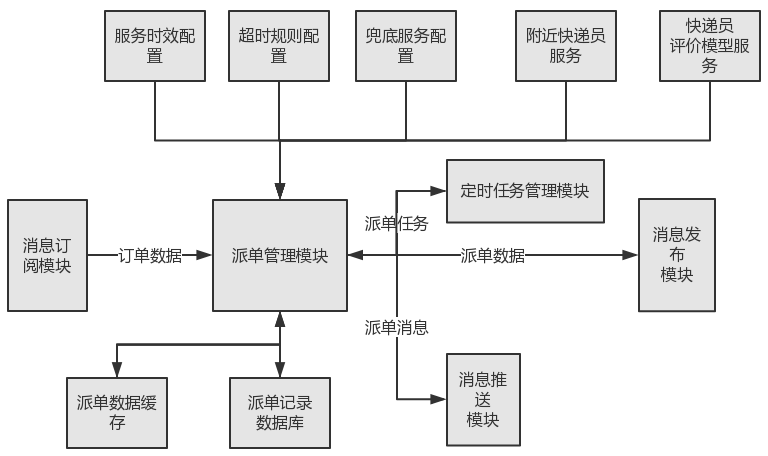 服务时效配
置
超时规则配
置
兜底服务配
置
附近快递员
服务
快递员
评价模型服
务
定时任务管理模块
派单任务
消息订
阅模块
订单数据
派单管理模块
派单数据
消息发
布
模块
派单消息
派单数据缓
存
派单记录
数据库
消息推
送
模块